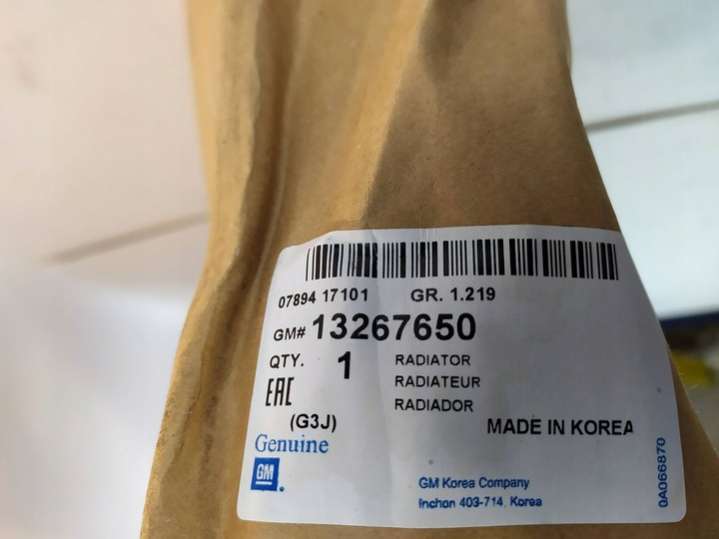 07894 17101 GR. 1.219
GM# 13267650
QTY. 1 RADIATOR
RADIATEUR
EAC RADIADOR
(G3J) MADE IN KOREA
Genuine
GM
GM Korea Company
Inchon 403-714, Korea
0A066870